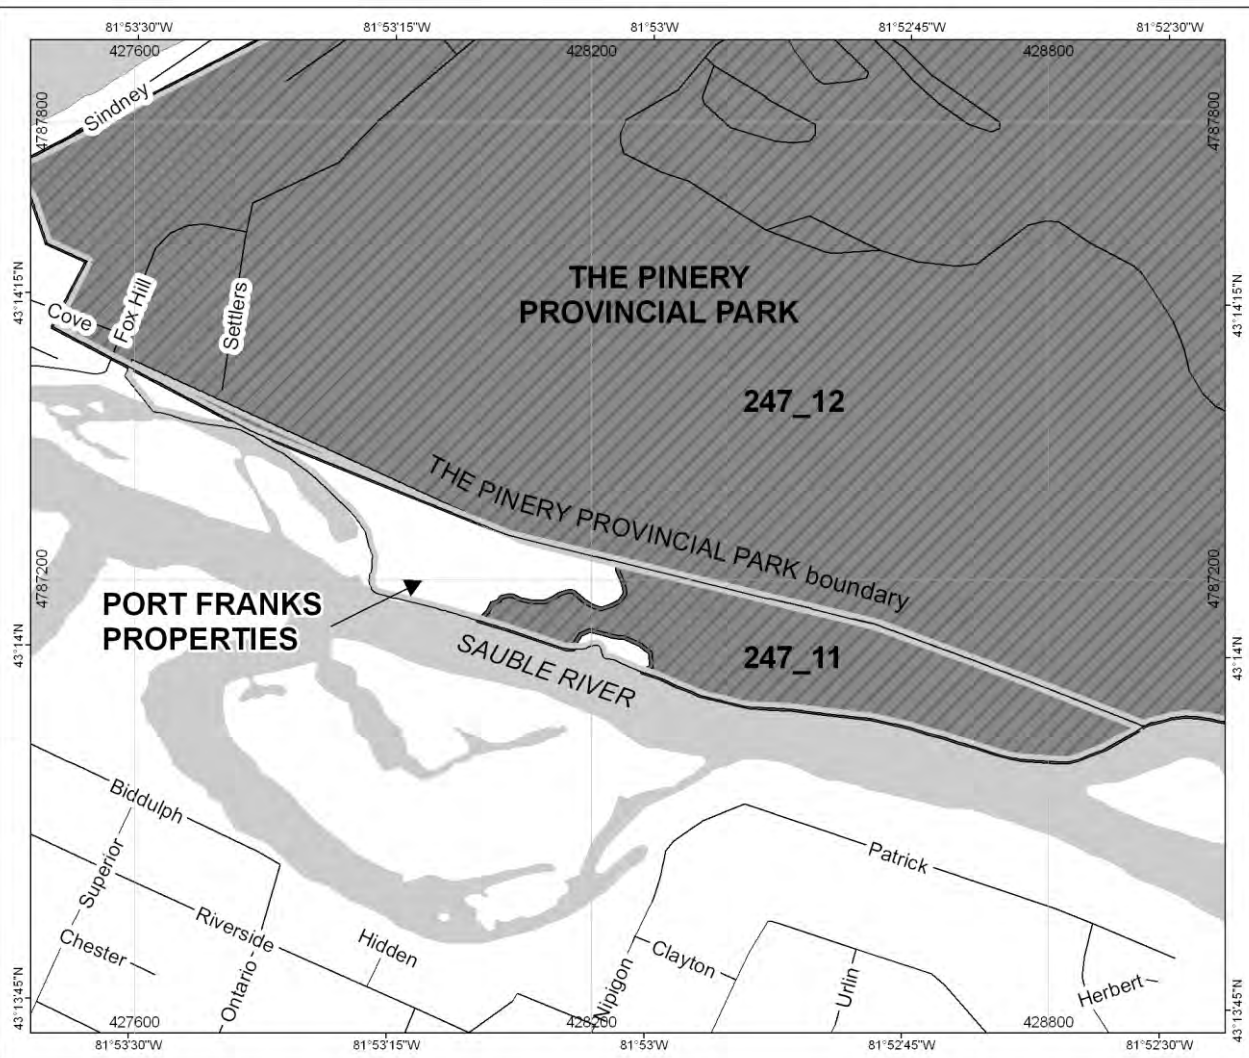 81°53'30"W
81°53'15"W
81°53'W
81°52'45"W
81°52'30"W
427600
428200
428800
4787800
4787800
Sindney
43°14'15"N
43°14'15"N
Cove
Fox Hill
Settlers
THE PINERY
PROVINCIAL PARK
247_12
THE PINERY PROVINCIAL PARK boundary
4787200
4787200
PORT FRANKS
PROPERTIES
SAUBLE RIVER
247_11
43°14'N
43°14'N
Biddulph
Superior
Chester
Riverside
Ontario
Hidden
Nipigon
Clayton
Urlin
Patrick
Herbert
43°13'45"N
43°13'45"N
427600
428200
428800
81°53'30"W
81°53'15"W
81°53'W
81°52'45"W
81°52'30"W